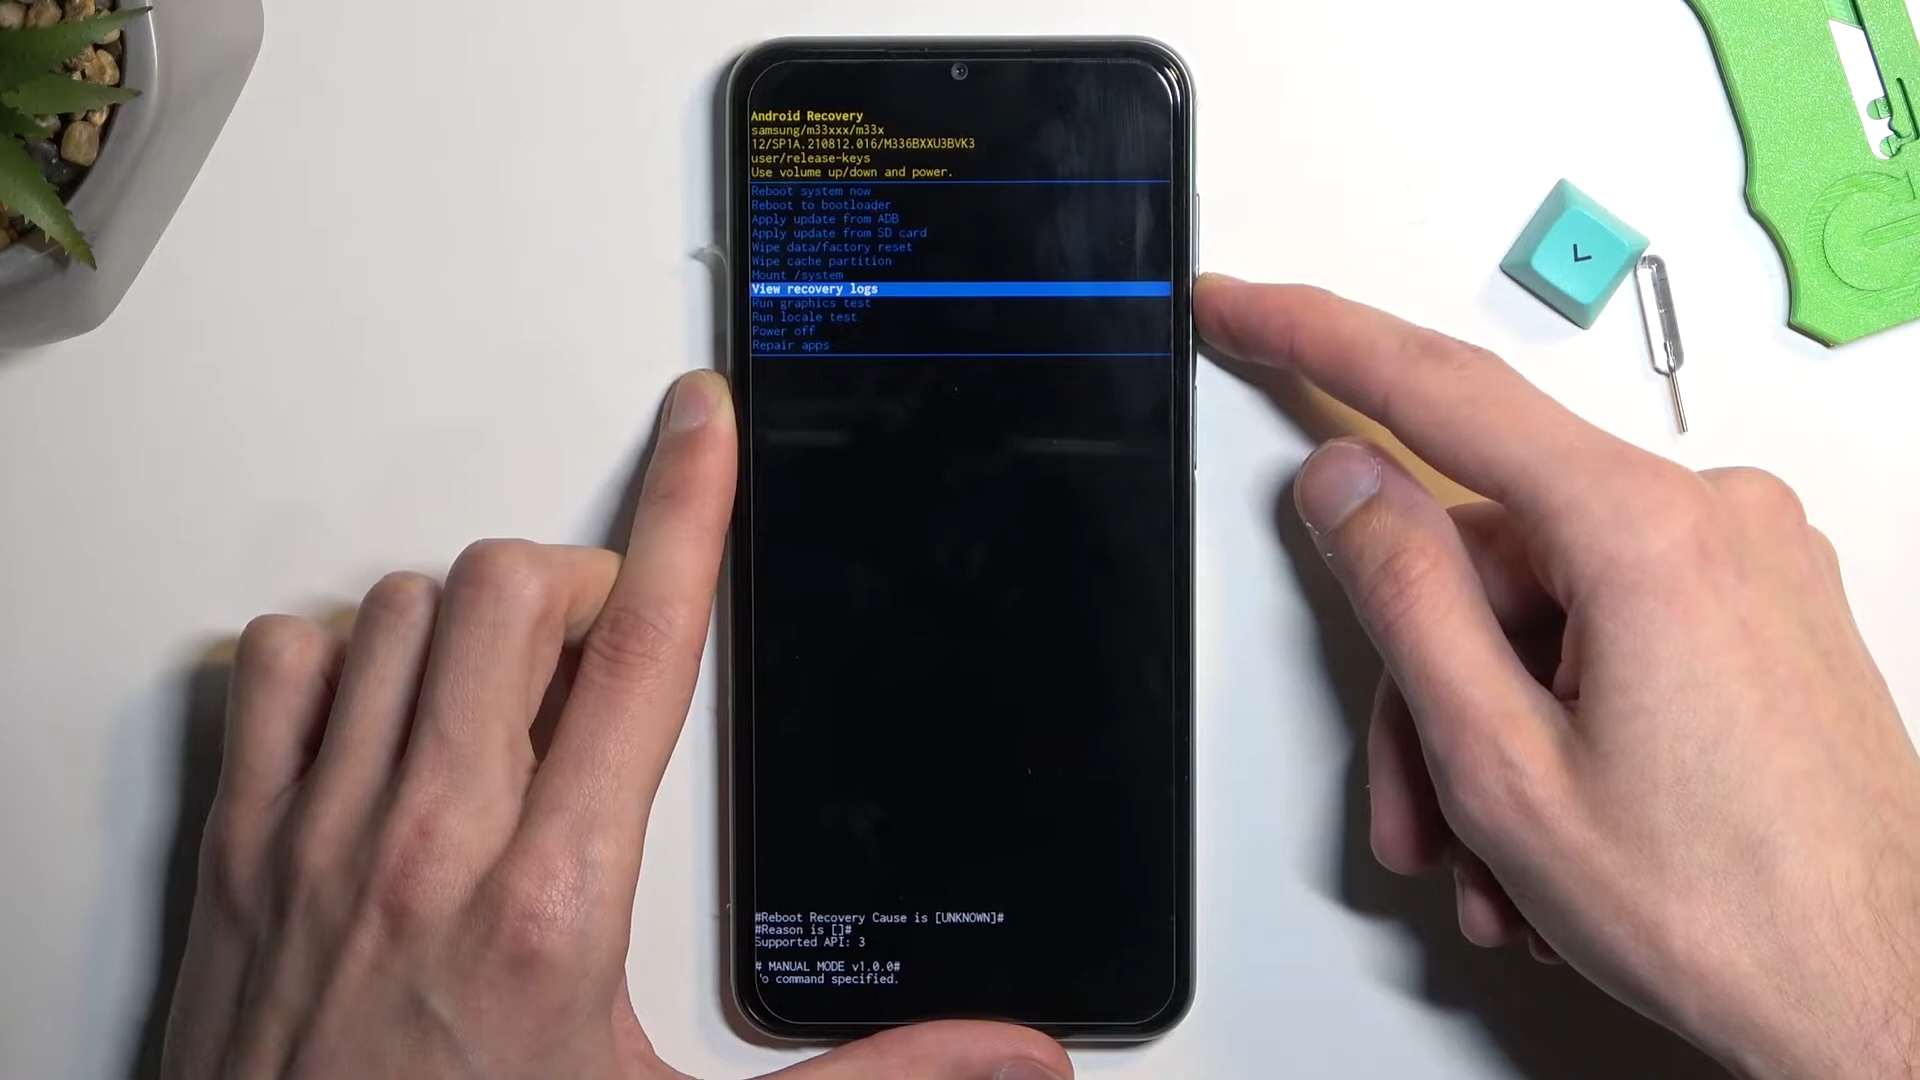 Android Recovery
samsung/m33xxx/m33x
12/SP1A.210812.016/M336BXXU3BVK3
user/release-keys
Use volume up/down and power.
Reboot system now
Reboot to bootloader
Apply update from ADB
Apply update from SD card
Wipe data/factory reset
Wipe cache partition
Mount /system
View recovery logs
Run graphics test
Run locale test
Power off
Repair apps
#Reboot Recovery Cause is [UNKNOWN]#
#Reason is []#
Supported API: 3
# MANUAL MODE v1.0.0#
o command specified.